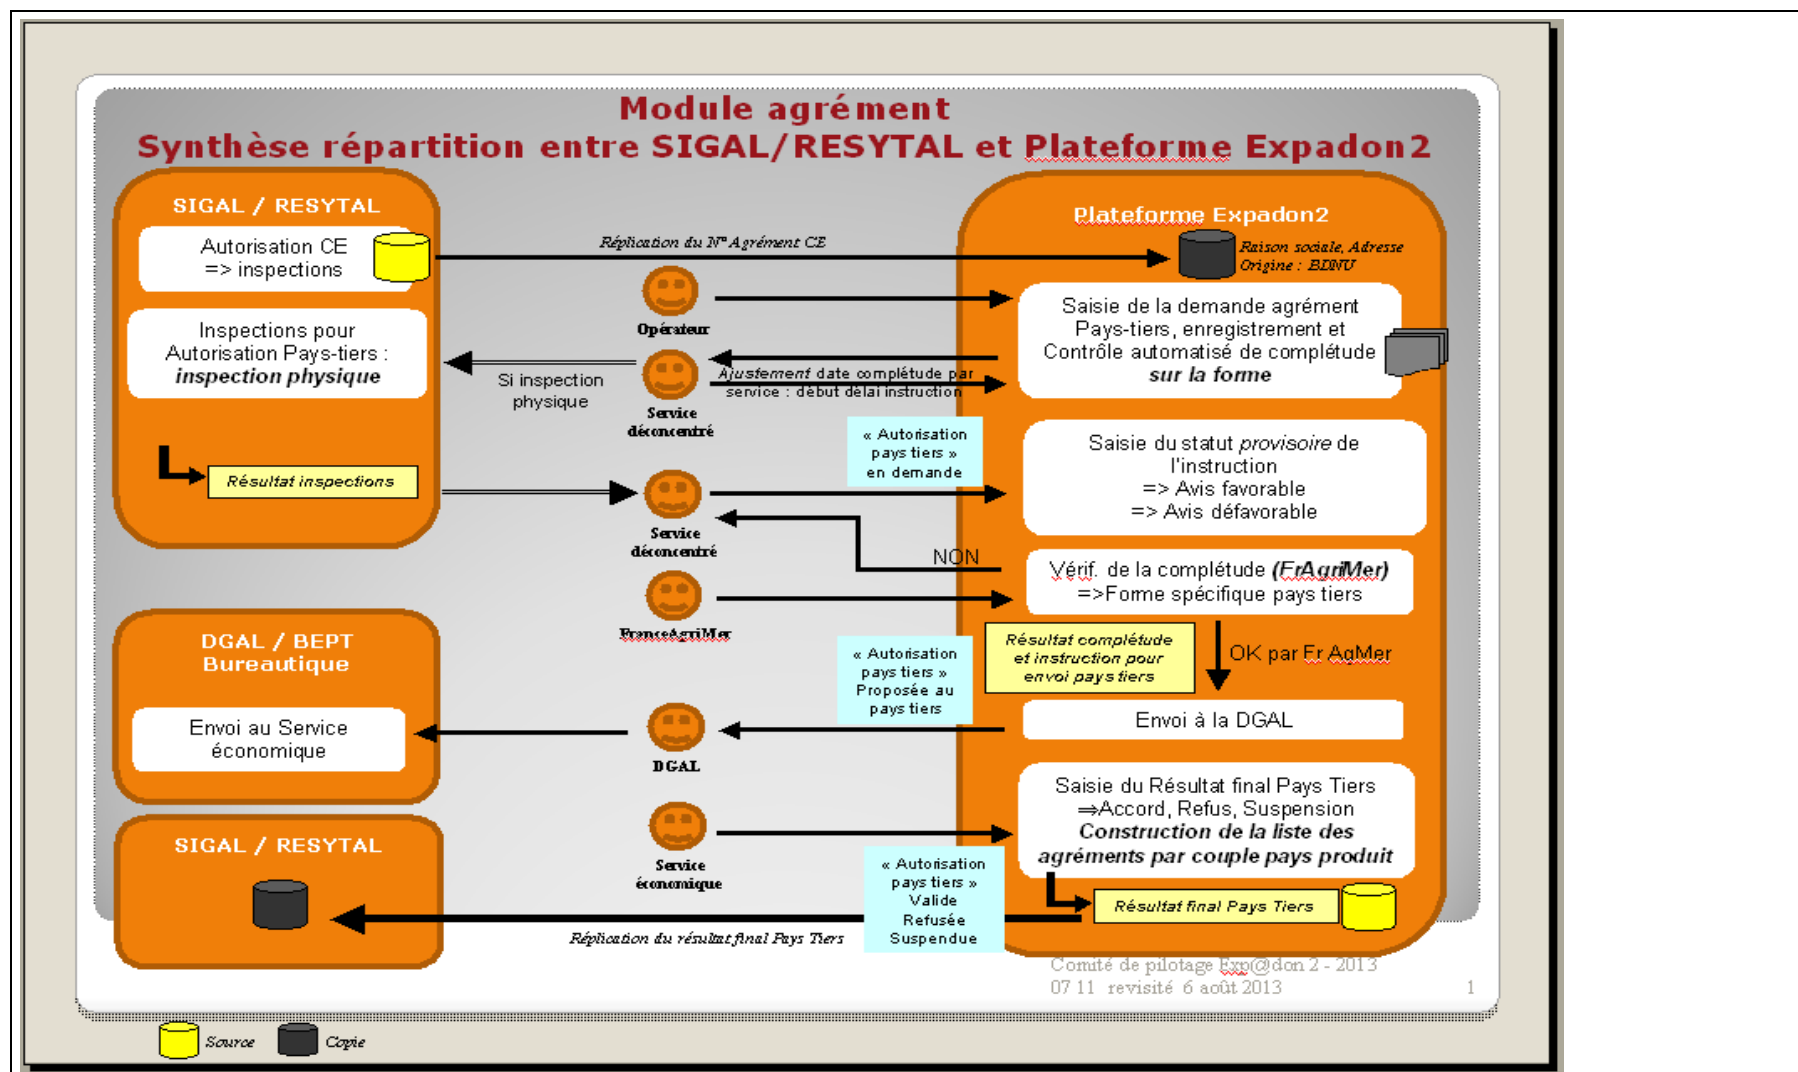 Module agrément
Synthèse répartition entre SIGAL/RESYTAL et Plateforme Expadon2
SIGAL / RESYTAL
Autorisation CE
=> inspections
Réplication du N° Agrément CE
Plateforme Expadon2
Raison sociale, Adresse
Origine : BDNU
Opérateur
Saisie de la demande agrément
Pays-tiers, enregistrement et
Contrôle automatisé de complétude
sur la forme
Inspections pour
Autorisation Pays-tiers :
inspection physique
Si inspection
physique
Ajustement date complétude par
service : début délai instruction
Service
déconcentré
« Autorisation
pays tiers »
en demande
Saisie du statut provisoire de
l'instruction
=> Avis favorable
=> Avis défavorable
Résultat inspections
Service
déconcentré
NON
Vérif. de la complétude (FrAgriMer)
=>Forme spécifique pays tiers
FranceAgriMer
Résultat complétude
et instruction pour
envoi pays tiers
OK par Fr AgMer
DGAL / BEPT
Bureautique
« Autorisation
pays tiers »
Proposée au
pays tiers
Envoi au Service
économique
DGAL
Envoi à la DGAL
Saisie du Résultat final Pays Tiers
⇒Accord, Refus, Suspension
Construction de la liste des
agréments par couple pays produit
Service
économique
SIGAL / RESYTAL
« Autorisation
pays tiers »
Valide
Refusée
Suspendue
Résultat final Pays Tiers
Réplication du résultat final Pays Tiers
Comité de pilotage Exp@don 2 - 2013
07 11 revisité 6 août 2013
1
Source
Copie